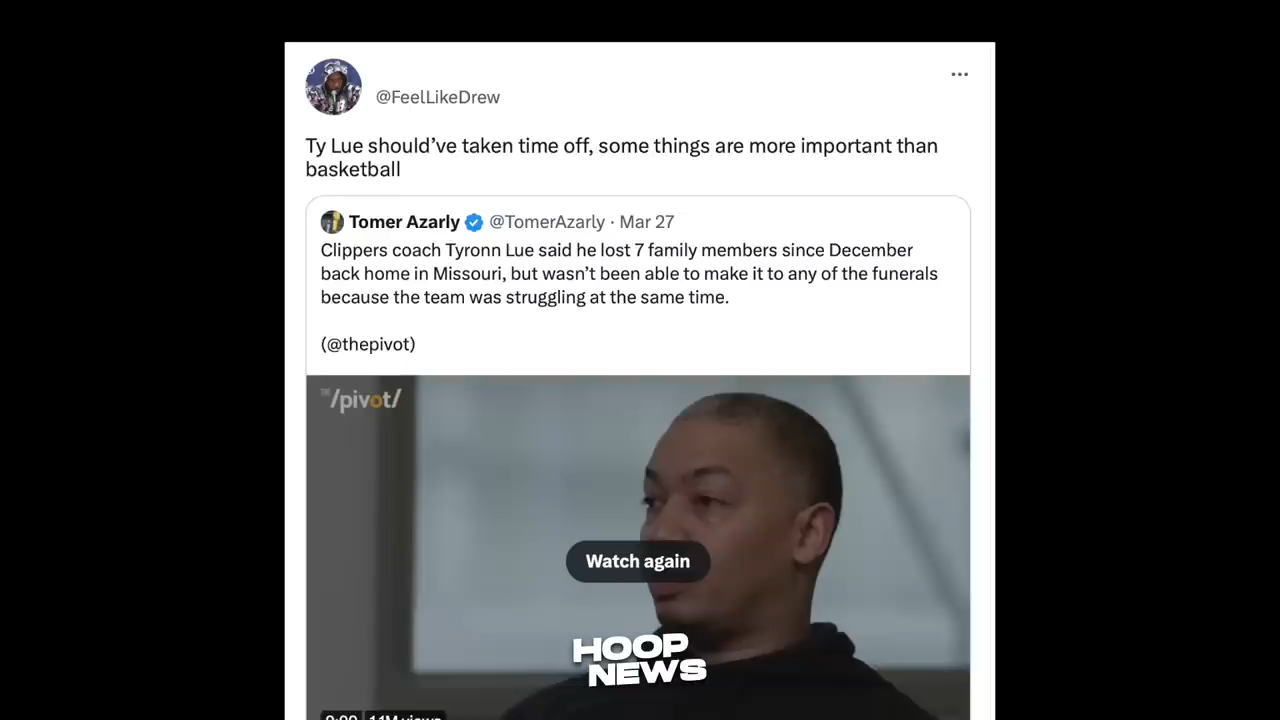 @FeelLikeDrew
Ty Lue should’ve taken time off, some things are more important than
basketball
Tomer Azarly @TomerAzarly · Mar 27
Clippers coach Tyronn Lue said he lost 7 family members since December
back home in Missouri, but wasn’t been able to make it to any of the funerals
because the team was struggling at the same time.
(@thepivot)
THE /pivot/
Watch again
HOOP
NEWS